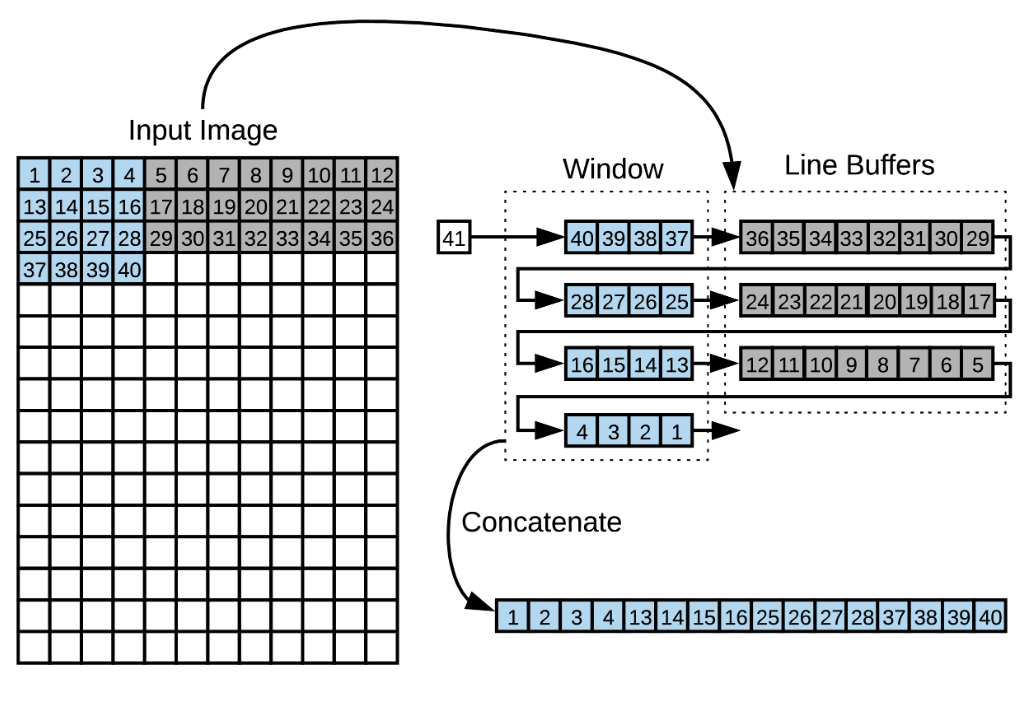 Input Image
1 2 3 4 5 6 7 8 9 10 11 12
13 14 15 16 17 18 19 20 21 22 23 24
25 26 27 28 29 30 31 32 33 34 35 36
37 38 39 40
Window
Line Buffers
41
40 39 38 37
36 35 34 33 32 31 30 29
28 27 26 25
24 23 22 21 20 19 18 17
16 15 14 13
12 11 10 9 8 7 6 5
4 3 2 1
Concatenate
1 2 3 4 13 14 15 16 25 26 27 28 37 38 39 40